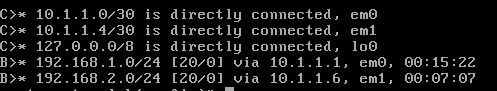 C>* 10.1.1.0/30 is directly connected, em0
C>* 10.1.1.4/30 is directly connected, em1
C>* 127.0.0.0/8 is directly connected, lo0
B>* 192.168.1.0/24 [20/0] via 10.1.1.1, em0, 00:15:22
B>* 192.168.2.0/24 [20/0] via 10.1.1.6, em1, 00:07:07